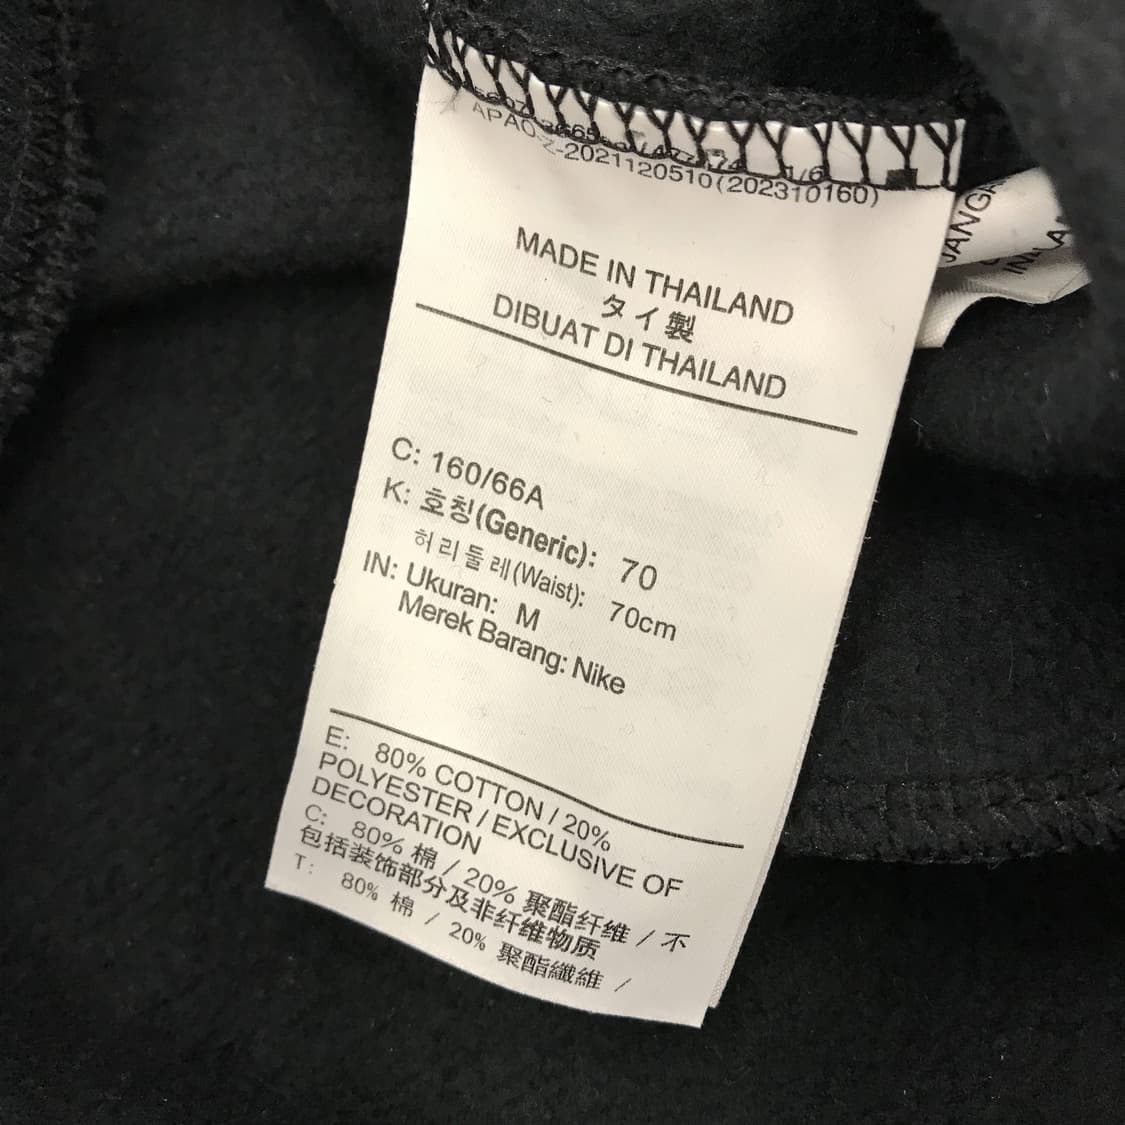 2021120510(202310160)
MADE IN THAILAND
タイ製
DIBUAT DI THAILAND
C: 160/66A
K: 호칭(Generic): 70
허리둘레(Waist): 70cm
IN: Ukuran: M
Merek Barang: Nike
E: 80% COTTON / 20%
POLYESTER / EXCLUSIVE OF
DECORATION
C: 80% 棉 / 20% 聚酯纤维 / 不
包括装饰部分及非纤维物质
T: 80% 棉 / 20% 聚酯纖維 /